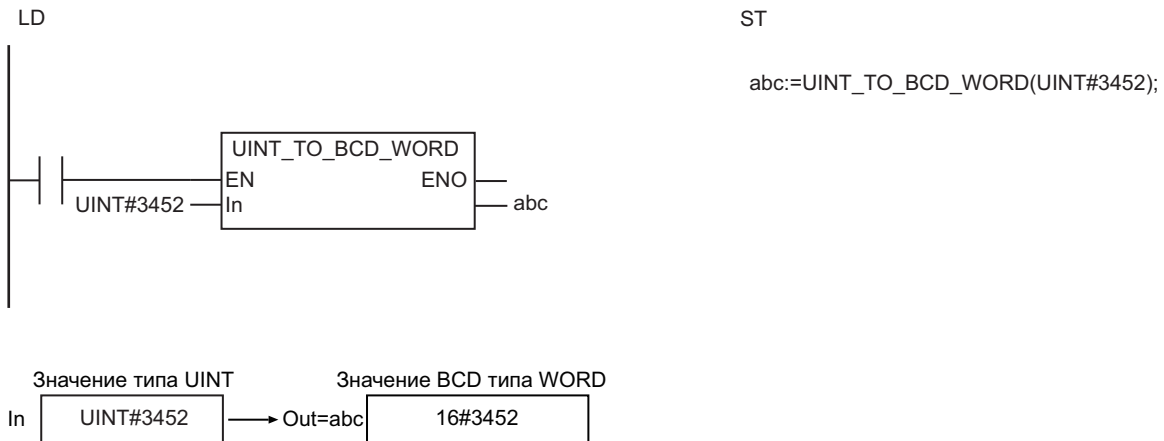 LD
ST
abc:=UINT_TO_BCD_WORD(UINT#3452);
UINT_TO_BCD_WORD
EN ENO
UINT#3452 In abc
Значение типа UINT Значение BCD типа WORD
In UINT#3452 Out=abc 16#3452